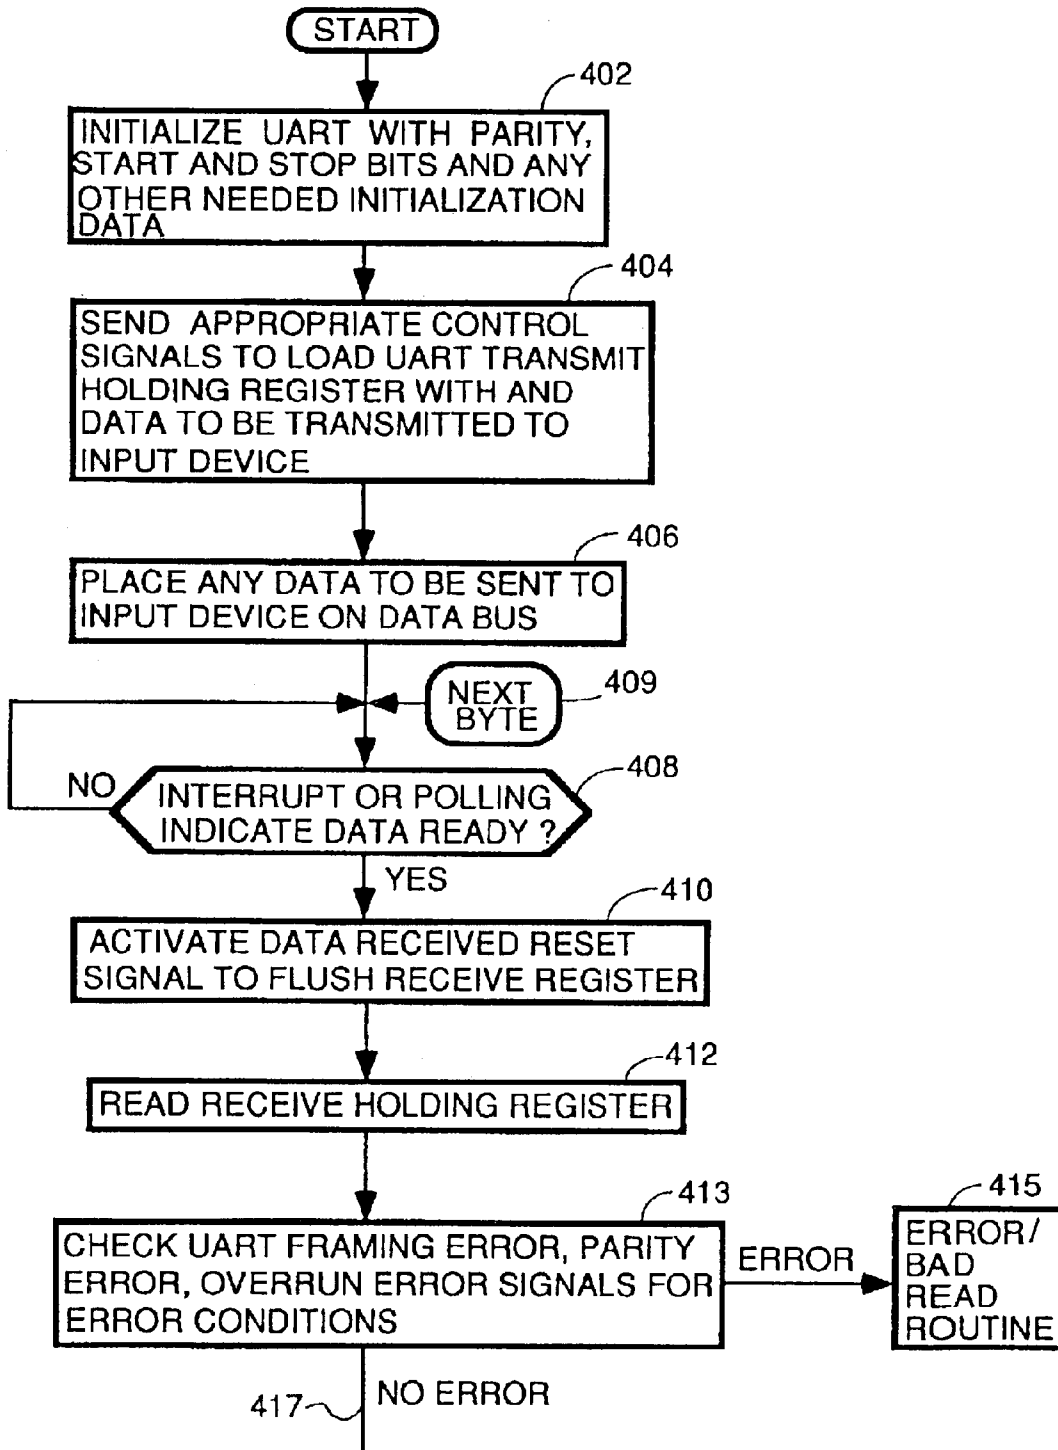 START
402
INITIALIZE UART WITH PARITY,
START AND STOP BITS AND ANY
OTHER NEEDED INITIALIZATION
DATA
404
SEND APPROPRIATE CONTROL
SIGNALS TO LOAD UART TRANSMIT
HOLDING REGISTER WITH AND
DATA TO BE TRANSMITTED TO
INPUT DEVICE
406
PLACE ANY DATA TO BE SENT TO
INPUT DEVICE ON DATA BUS
409
NEXT
BYTE
408
NO
INTERRUPT OR POLLING
INDICATE DATA READY ?
YES
410
ACTIVATE DATA RECEIVED RESET
SIGNAL TO FLUSH RECEIVE REGISTER
412
READ RECEIVE HOLDING REGISTER
413
CHECK UART FRAMING ERROR, PARITY
ERROR, OVERRUN ERROR SIGNALS FOR
ERROR CONDITIONS
ERROR
415
ERROR/
BAD
READ
ROUTINE
417
NO ERROR